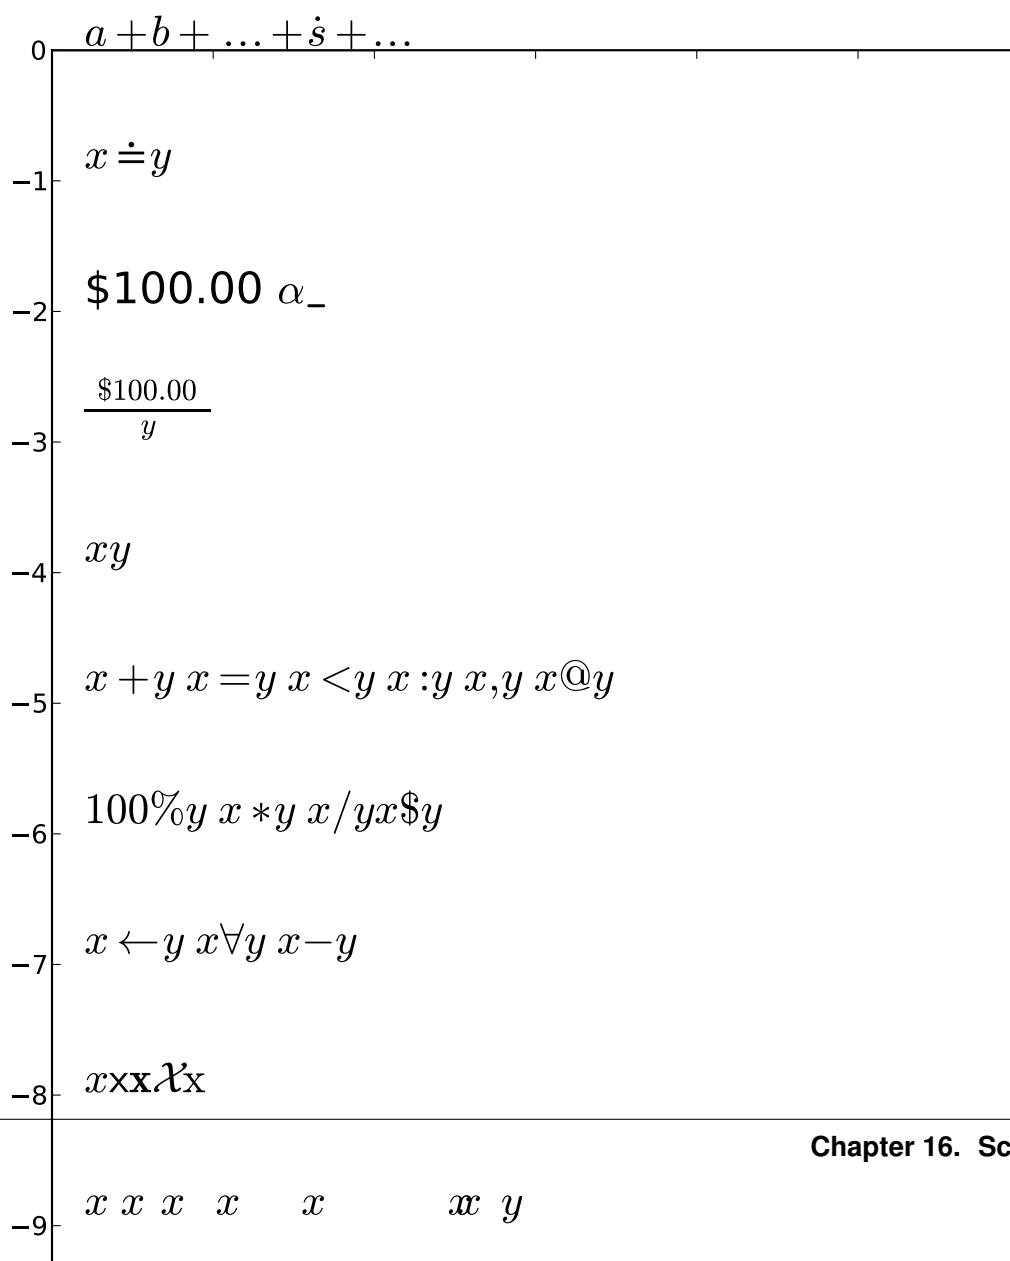 a + b + … + ṡ + …
0
x ≐ y
−1
$100.00 α_
−2
$100.00
y
−3
xy
−4
x + y x = y x < y x : y x, y x@y
−5
100%y x ∗ y x/yx$y
−6
x ← y x∀y x−y
−7
xx𝐱𝒳x
−8
Chapter 16. Sc
x x x x x xx y
−9